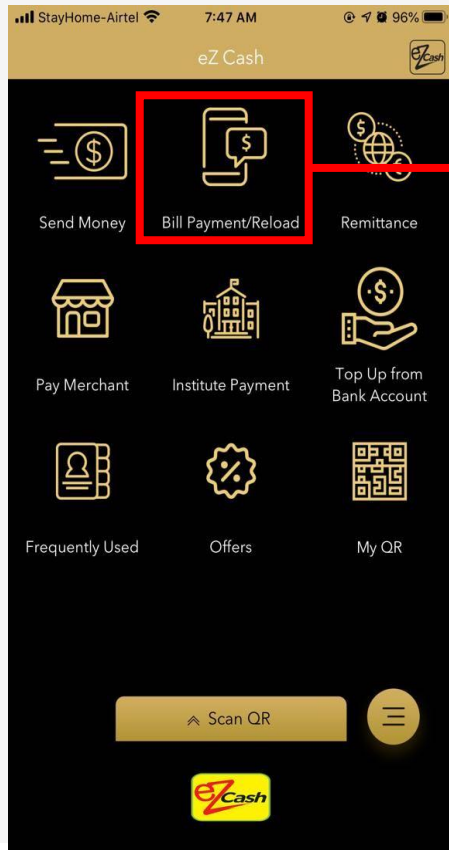 StayHome-Airtel 7:47 AM 96%
eZ Cash
eZ Cash
Send Money Bill Payment/Reload Remittance
Pay Merchant Institute Payment Top Up from
Bank Account
Frequently Used Offers My QR
Scan QR
eZ Cash